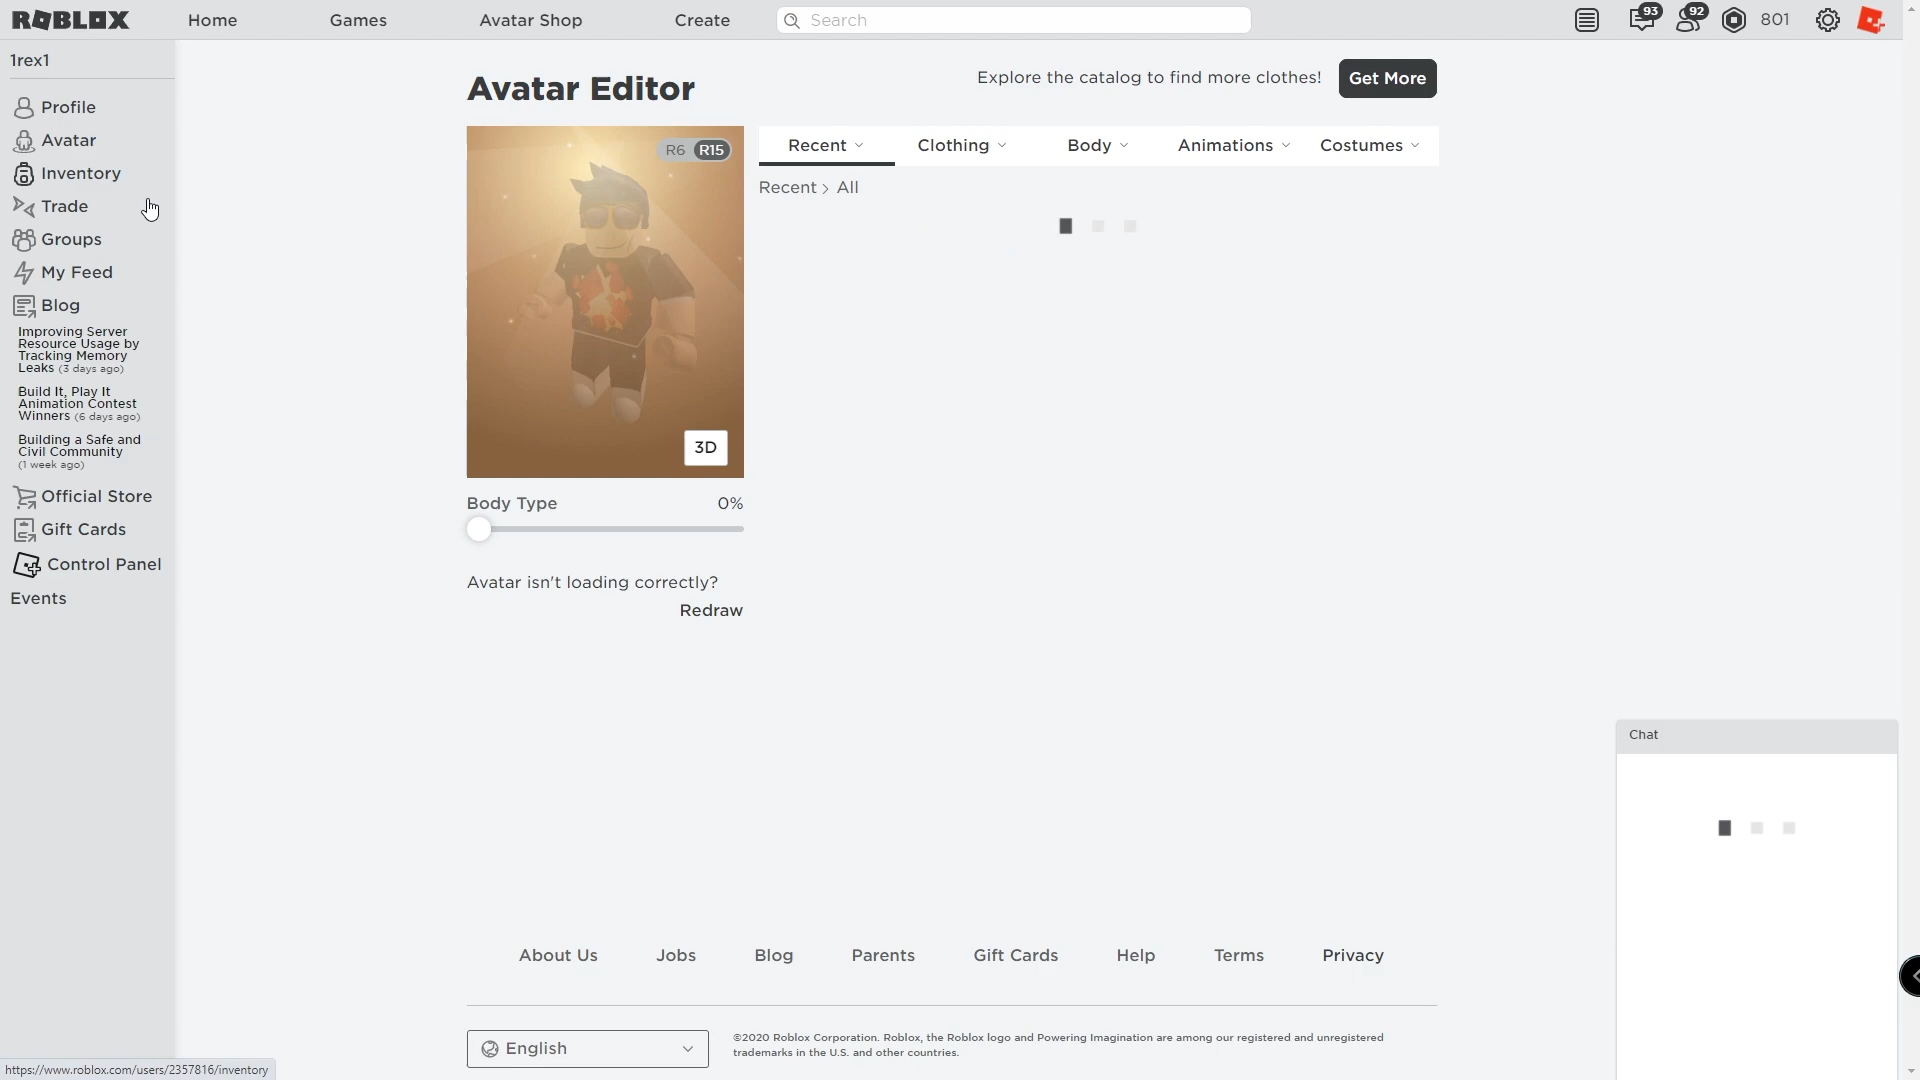 ROBLOX
Home
Games
Avatar Shop
Create
Search
93
92
801
1rex1
Profile
Avatar
Inventory
Trade
Groups
My Feed
Blog
Improving Server
Resource Usage by
Tracking Memory
Leaks (3 days ago)
Build It, Play It
Animation Contest
Winners (6 days ago)
Building a Safe and
Civil Community
(1 week ago)
Official Store
Gift Cards
Control Panel
Events
Avatar Editor
Explore the catalog to find more clothes!
Get More
R6 R15
3D
Body Type 0%
Avatar isn't loading correctly?
Redraw
Recent
Clothing
Body
Animations
Costumes
Recent > All
Chat
About Us
Jobs
Blog
Parents
Gift Cards
Help
Terms
Privacy
English
©2020 Roblox Corporation. Roblox, the Roblox logo and Powering Imagination are among our registered and unregistered
trademarks in the U.S. and other countries.
https://www.roblox.com/users/2357816/inventory